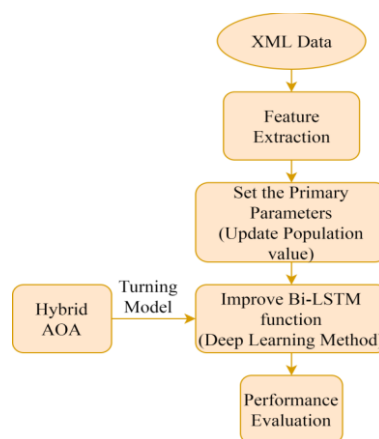 XML Data
Feature
Extraction
Set the Primary
Parameters
(Update Population
value)
Turning
Model
Hybrid
AOA
Improve Bi-LSTM
function
(Deep Learning Method)
Performance
Evaluation